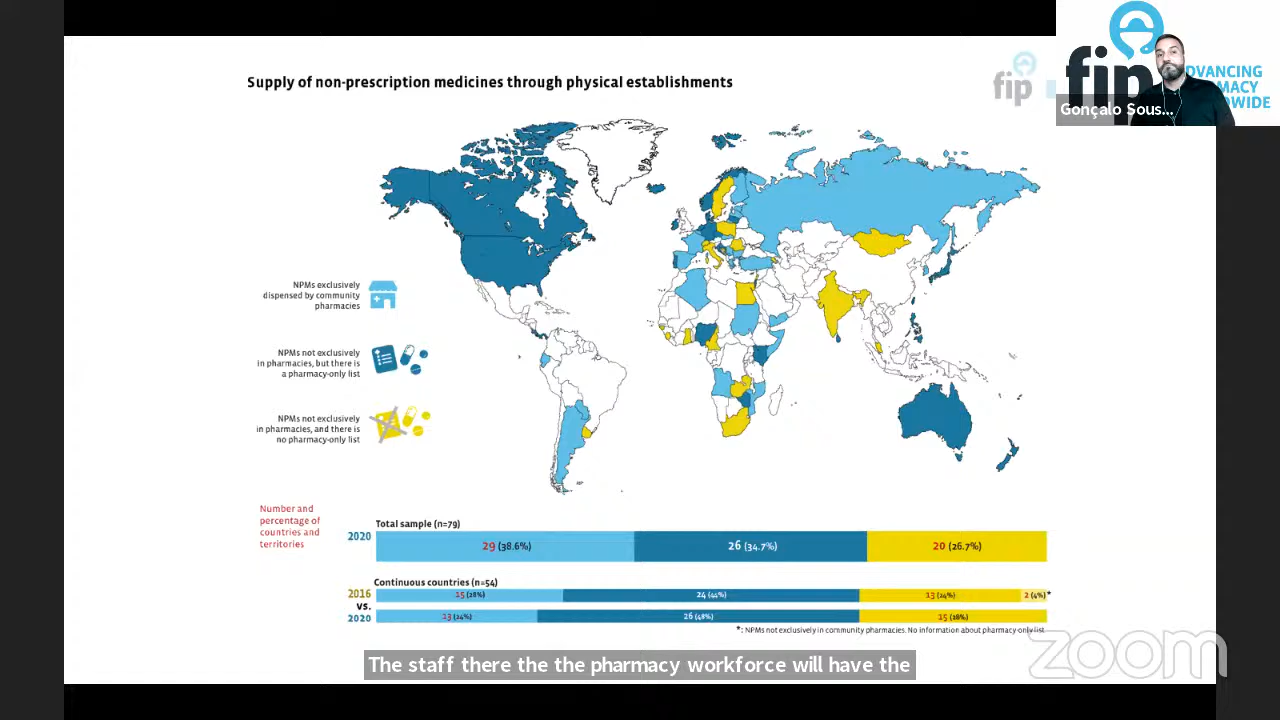 Supply of non-prescription medicines through physical establishments
fip
fip
DVANCING
MACY
WIDE
Gonçalo Sous...
NPMs exclusively
dispensed by community
pharmacies
NPMs not exclusively
in pharmacies, but there is
a pharmacy-only list
NPMs not exclusively
in pharmacies, and there is
no pharmacy-only list
Number and
percentage of
countries and
territories
Total sample (n=79)
2020
29 (38.6%) 26 (34.7%) 20 (26.7%)
Continuous countries (n=54)
2016
15 (28%) 24 (44%) 13 (24%) 2 (4%)*
vs.
2020
13 (24%) 26 (48%) 15 (28%)
*: NPMs not exclusively in community pharmacies. No information about pharmacy-only list.
The staff there the the pharmacy workforce will have the
zoom